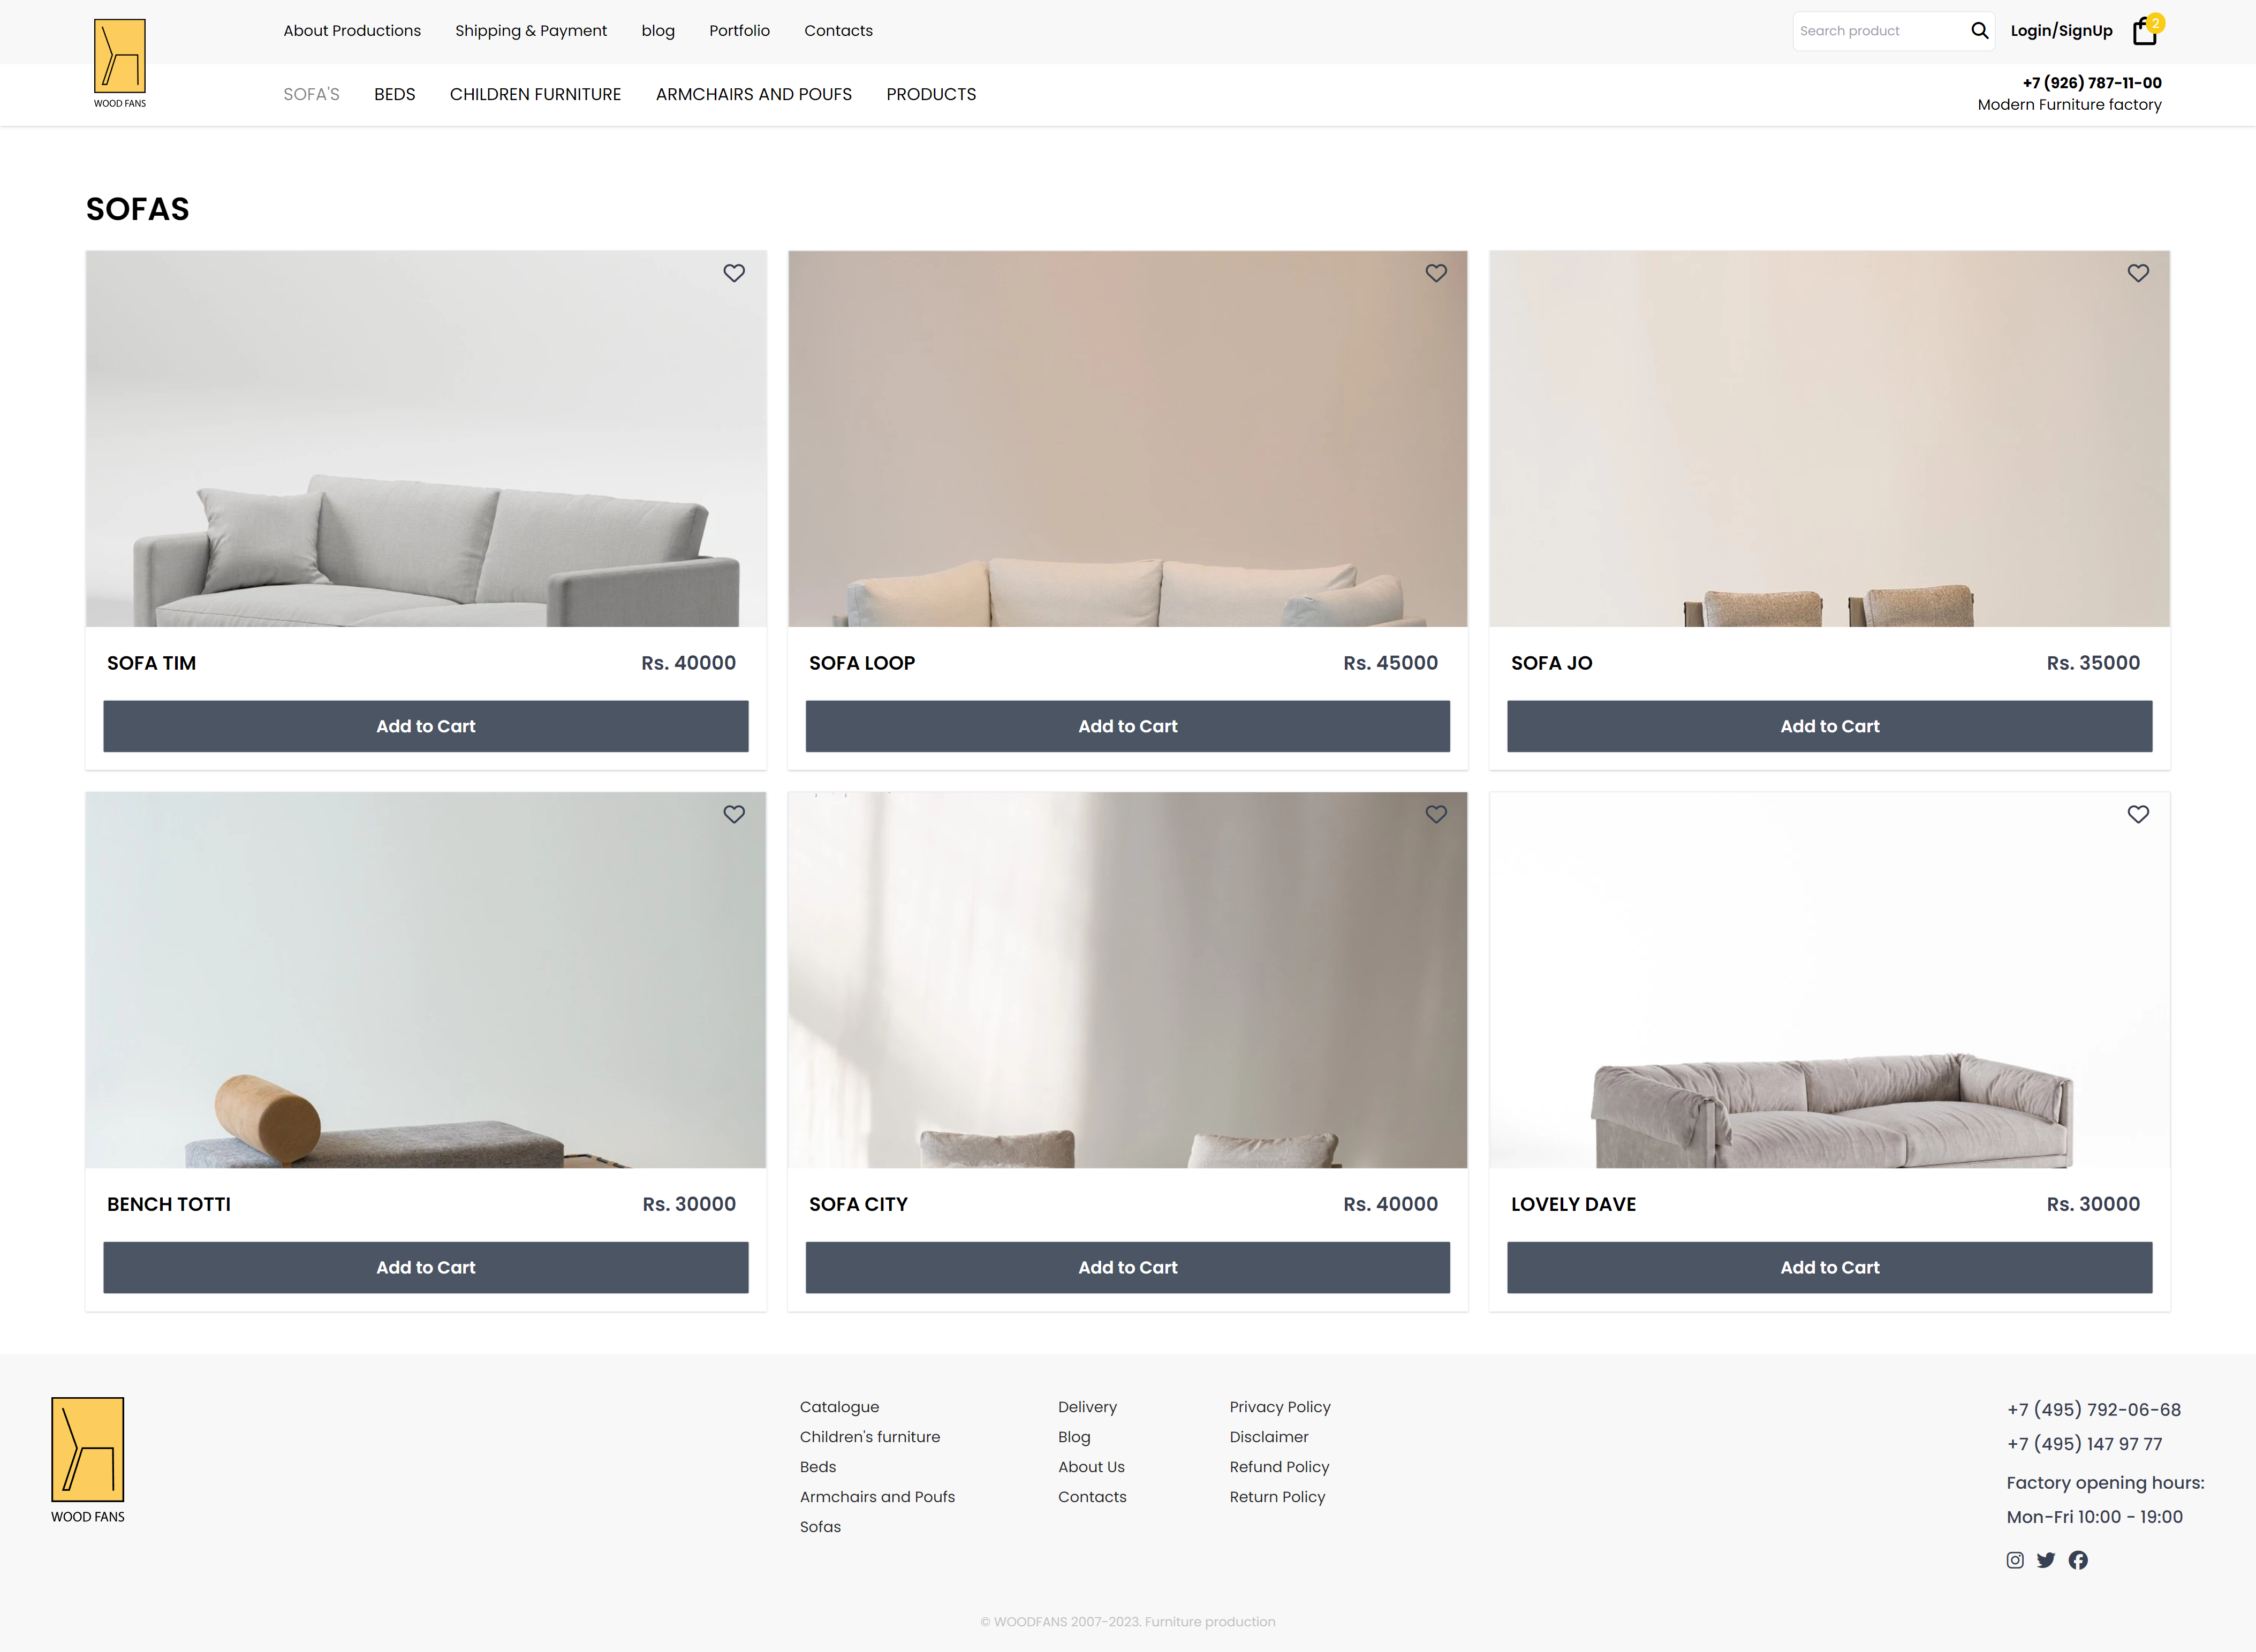 About Productions Shipping & Payment blog Portfolio Contacts Search product Login/SignUp 2
WOOD FANS
SOFA'S BEDS CHILDREN FURNITURE ARMCHAIRS AND POUFS PRODUCTS
+7 (926) 787-11-00
Modern Furniture factory
SOFAS
SOFA TIM Rs. 40000
Add to Cart
SOFA LOOP Rs. 45000
Add to Cart
SOFA JO Rs. 35000
Add to Cart
BENCH TOTTI Rs. 30000
Add to Cart
SOFA CITY Rs. 40000
Add to Cart
LOVELY DAVE Rs. 30000
Add to Cart
WOOD FANS
Catalogue
Children's furniture
Beds
Armchairs and Poufs
Sofas
Delivery
Blog
About Us
Contacts
Privacy Policy
Disclaimer
Refund Policy
Return Policy
+7 (495) 792-06-68
+7 (495) 147 97 77
Factory opening hours:
Mon-Fri 10:00 - 19:00
© WOODFANS 2007-2023. Furniture production